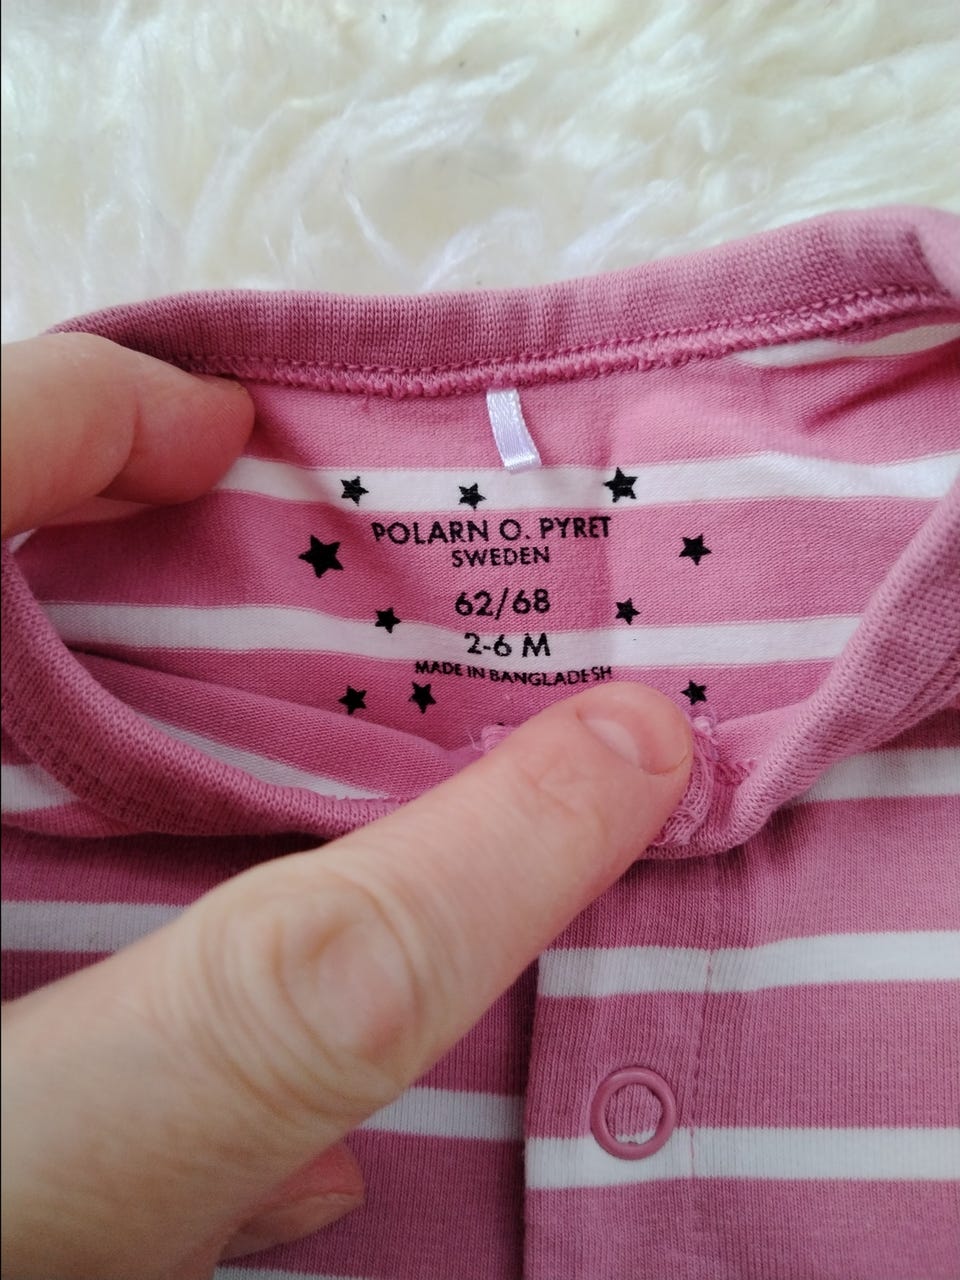 POLARN O. PYRET
SWEDEN
62/68
2-6 M
MADE IN BANGLADESH